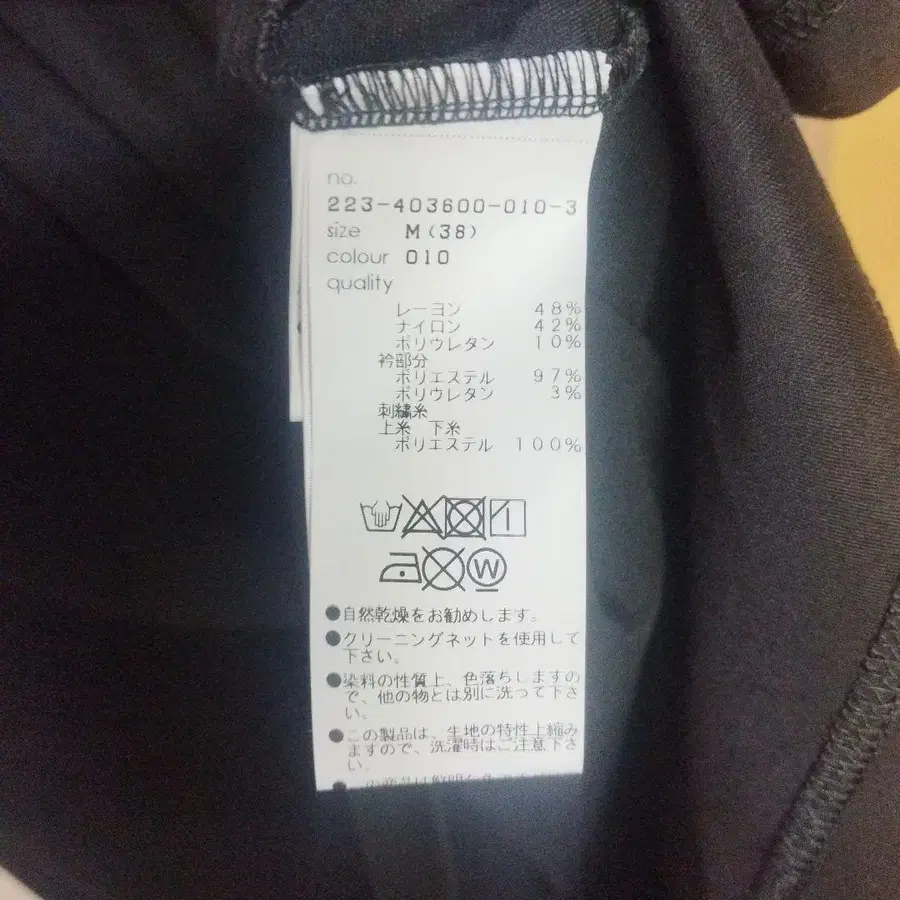 no.
223-403600-010-3
size M(38)
colour 010
quality
レーヨン 48%
ナイロン 42%
ポリウレタン 10%
衿部分
ポリエステル 97%
ポリウレタン 3%
刺繍糸
上糸 下糸
ポリエステル 100%
W
●自然乾燥をお勧めします。
●クリーニングネットを使用して
下さい。
●染料の性質上、色落ちしますの
で、他の物とは別に洗って下さ
い。
●この製品は、生地の特性上縮み
ますので、洗濯時はご注意下さ
い。